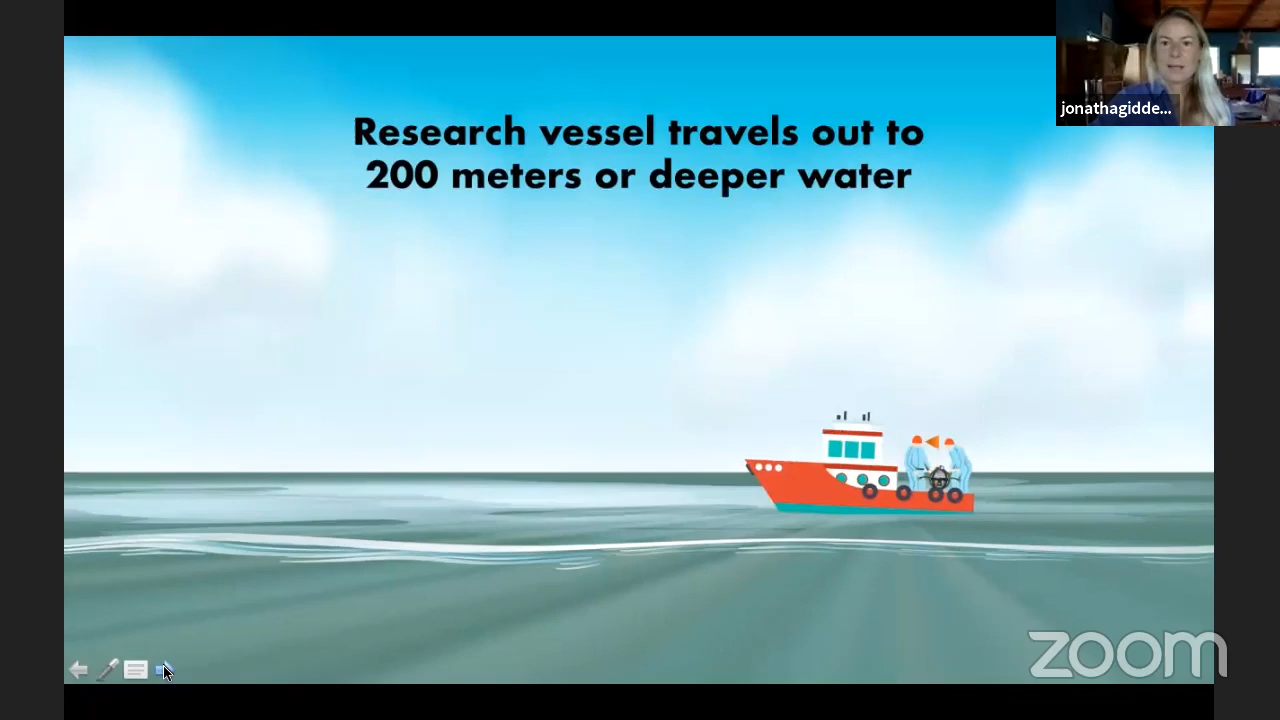 Research vessel travels out to
200 meters or deeper water
jonathagidde...
zoom